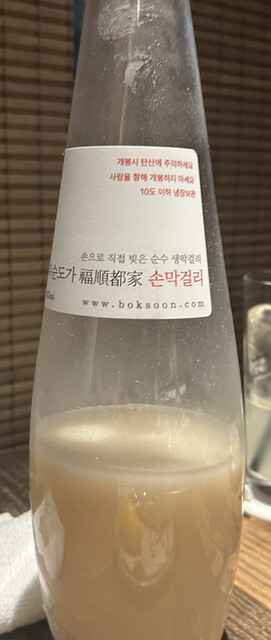 개봉시 탄산에 주의하세요
사람을 향해 개봉하지 마세요
10도 이하 냉장보관
손으로 직접 빚은 순수 생막걸리
순도가 福順都家 손막걸리
www.boksoon.com